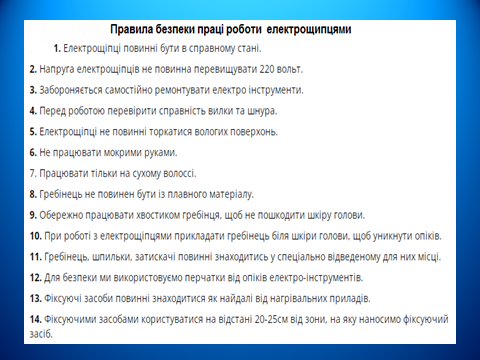 Правила безпеки праці роботи електрощипцями
1. Електрощіпці повинні бути в справному стані.
2. Напруга електрощіпців не повинна перевищувати 220 вольт.
3. Забороняється самостійно ремонтувати електро інструменти.
4. Перед роботою перевірити справність вилки та шнура.
5. Електрощіпці не повинні торкатися вологих поверхонь.
6. Не працювати мокрими руками.
7. Працювати тільки на сухому волоссі.
8. Гребінець не повинен бути із плавного матеріалу.
9. Обережно працювати хвостиком гребінця, щоб не пошкодити шкіру голови.
10. При роботі з електрощіпцями прикладати гребінець біля шкіри голови, щоб уникнути опіків.
11. Гребінець, шпильки, затискачі повинні знаходитись у спеціально відведеному для них місці.
12. Для безпеки ми використовуємо перчатки від опіків електро-інструментів.
13. Фіксуючі засоби повинні знаходитися як найдалі від нагрівальних приладів.
14. Фіксуючими засобами користуватися на відстані 20-25см від зони, на яку наносимо фіксуючий
засіб.